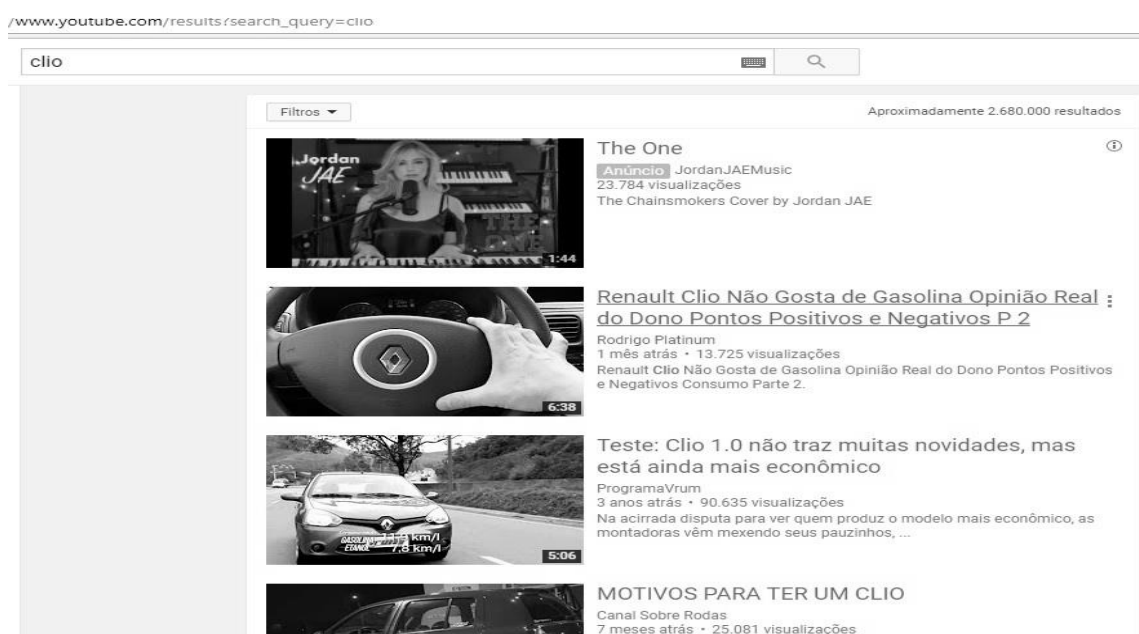 /www.youtube.com/results?search_query=clio
clio
Filtros
Aproximadamente 2.680.000 resultados
Jordan
JAE
THE
ONE
1:44
The One
Anúncio JordanJAEMusic
23.784 visualizações
The Chainsmokers Cover by Jordan JAE
6:38
Renault Clio Não Gosta de Gasolina Opinião Real
do Dono Pontos Positivos e Negativos P 2
Rodrigo Platinum
1 mês atrás • 13.725 visualizações
Renault Clio Não Gosta de Gasolina Opinião Real do Dono Pontos Positivos
e Negativos Consumo Parte 2.
GASOLINA km/l
ETANOL 7,8 km/l
5:06
Teste: Clio 1.0 não traz muitas novidades, mas
está ainda mais econômico
ProgramaVrum
3 anos atrás • 90.635 visualizações
Na acirrada disputa para ver quem produz o modelo mais econômico, as
montadoras vêm mexendo seus pauzinhos, ...
MOTIVOS PARA TER UM CLIO
Canal Sobre Rodas
7 meses atrás • 25.081 visualizações